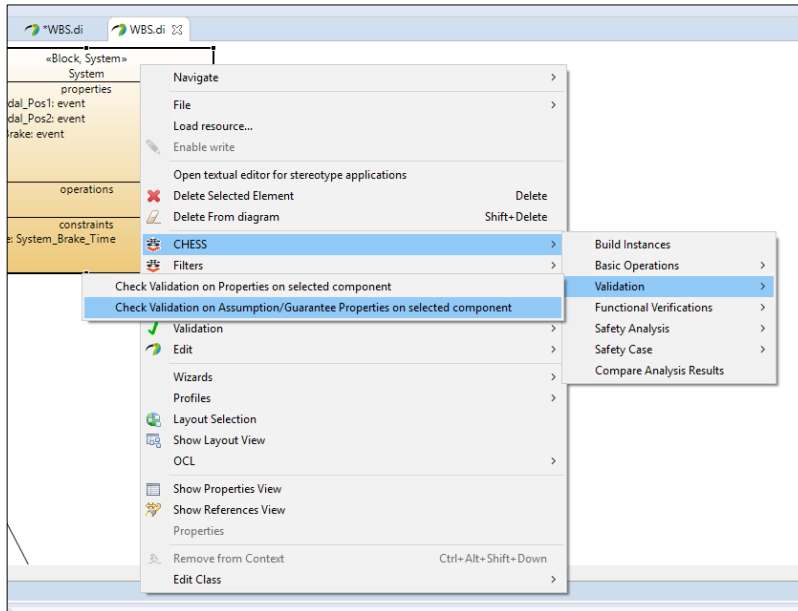 *WBS.di
WBS.di
«Block, System»
System
properties
dal_Pos1: event
dal_Pos2: event
Brake: event
operations
constraints
e: System_Brake_Time
Navigate
File
Load resource...
Enable write
Open textual editor for stereotype applications
Delete Selected Element Delete
Delete From diagram Shift+Delete
CHESS
Filters
Check Validation on Properties on selected component
Check Validation on Assumption/Guarantee Properties on selected component
Validation
Edit
Wizards
Profiles
Layout Selection
Show Layout View
OCL
Show Properties View
Show References View
Properties
Remove from Context Ctrl+Alt+Shift+Down
Edit Class
Build Instances
Basic Operations
Validation
Functional Verifications
Safety Analysis
Safety Case
Compare Analysis Results